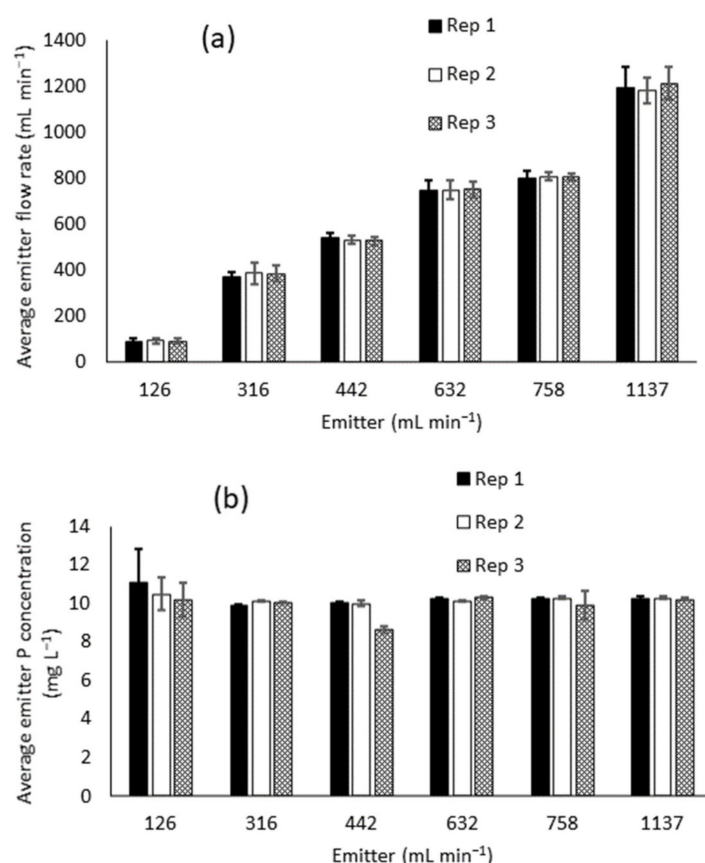 (a)
Rep 1
Rep 2
Rep 3
Average emitter flow rate (mL min⁻¹)
1400
1200
1000
800
600
400
200
0
126 316 442 632 758 1137
Emitter (mL min⁻¹)
(b)
Rep 1
Rep 2
Rep 3
Average emitter P concentration
(mg L⁻¹)
14
12
10
8
6
4
2
0
126 316 442 632 758 1137
Emitter (mL min⁻¹)